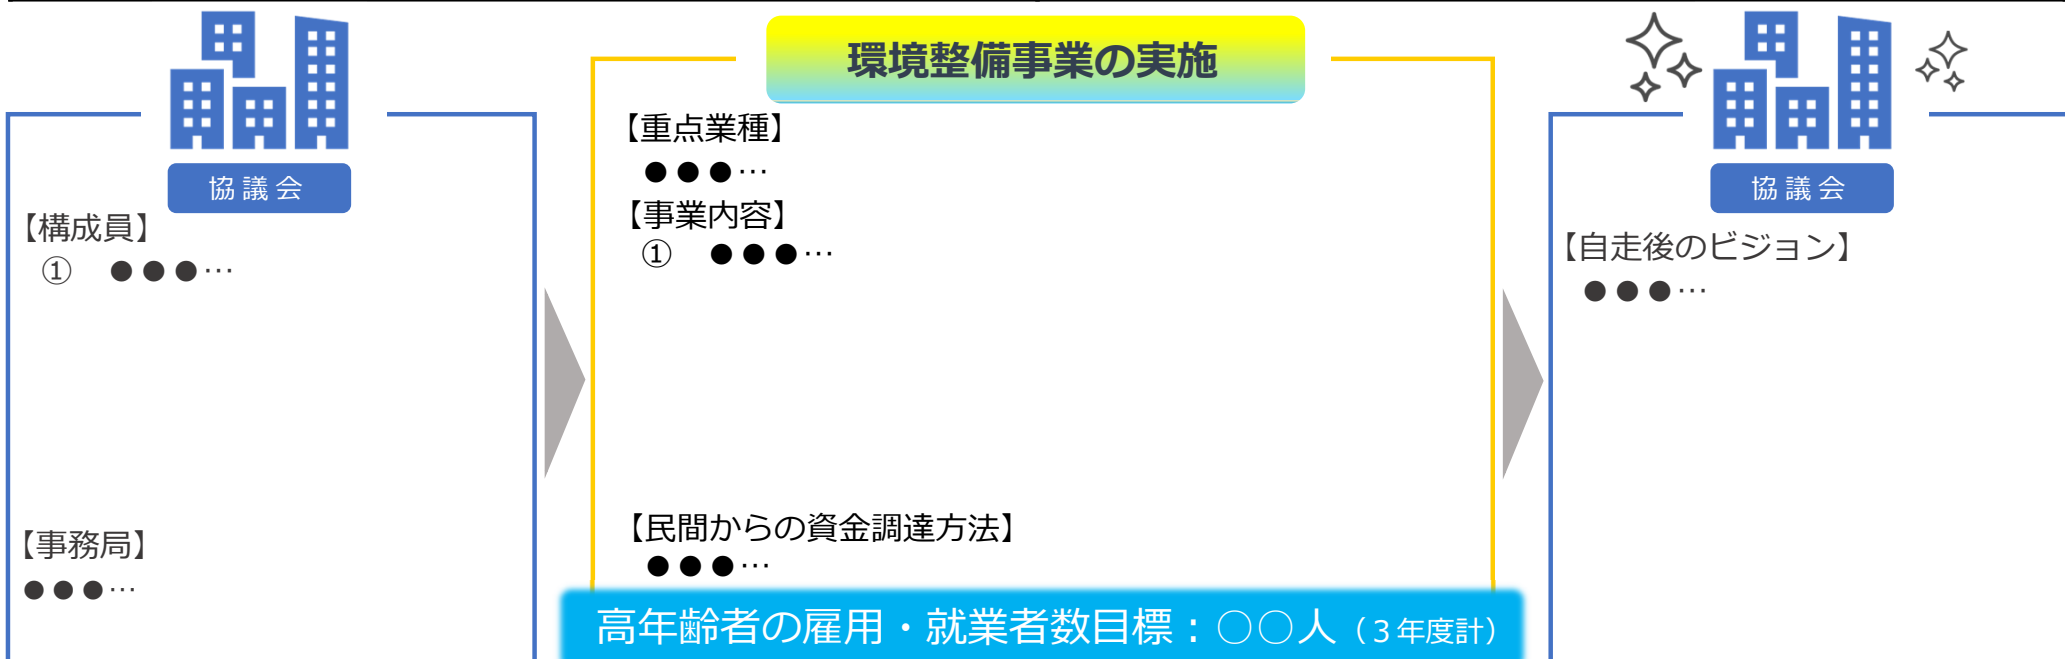 協議会
【構成員】
① ●●●…
【事務局】
●●●…
環境整備事業の実施
【重点業種】
●●●…
【事業内容】
① ●●●…
【民間からの資金調達方法】
●●●…
高年齢者の雇用・就業者数目標：○○人（３年度計）
協議会
【自走後のビジョン】
●●●…